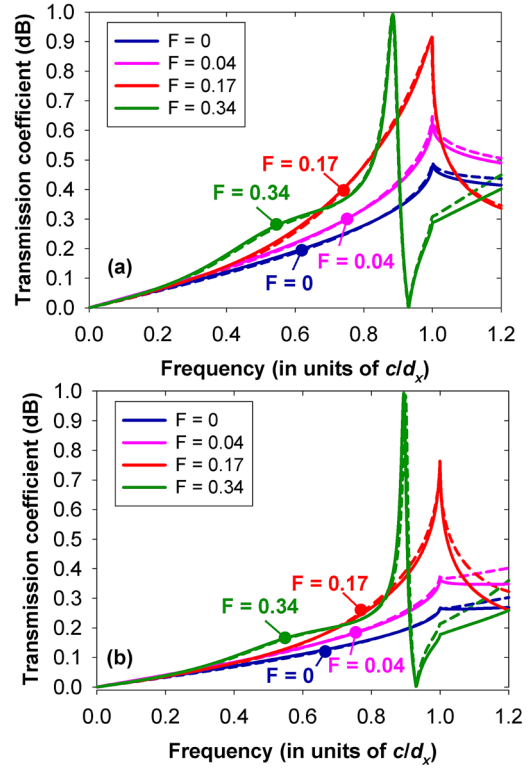 Transmission coefficient (dB)
1.0
0.9
0.8
0.7
0.6
0.5
0.4
0.3
0.2
0.1
0.0
F = 0
F = 0.04
F = 0.17
F = 0.34
F = 0.17
F = 0.34
F = 0.04
F = 0
(a)
0.0 0.2 0.4 0.6 0.8 1.0 1.2
Frequency (in units of c/dx)
Transmission coefficient (dB)
1.0
0.9
0.8
0.7
0.6
0.5
0.4
0.3
0.2
0.1
0.0
F = 0
F = 0.04
F = 0.17
F = 0.34
F = 0.17
F = 0.34
F = 0.04
F = 0
(b)
0.0 0.2 0.4 0.6 0.8 1.0 1.2
Frequency (in units of c/dx)